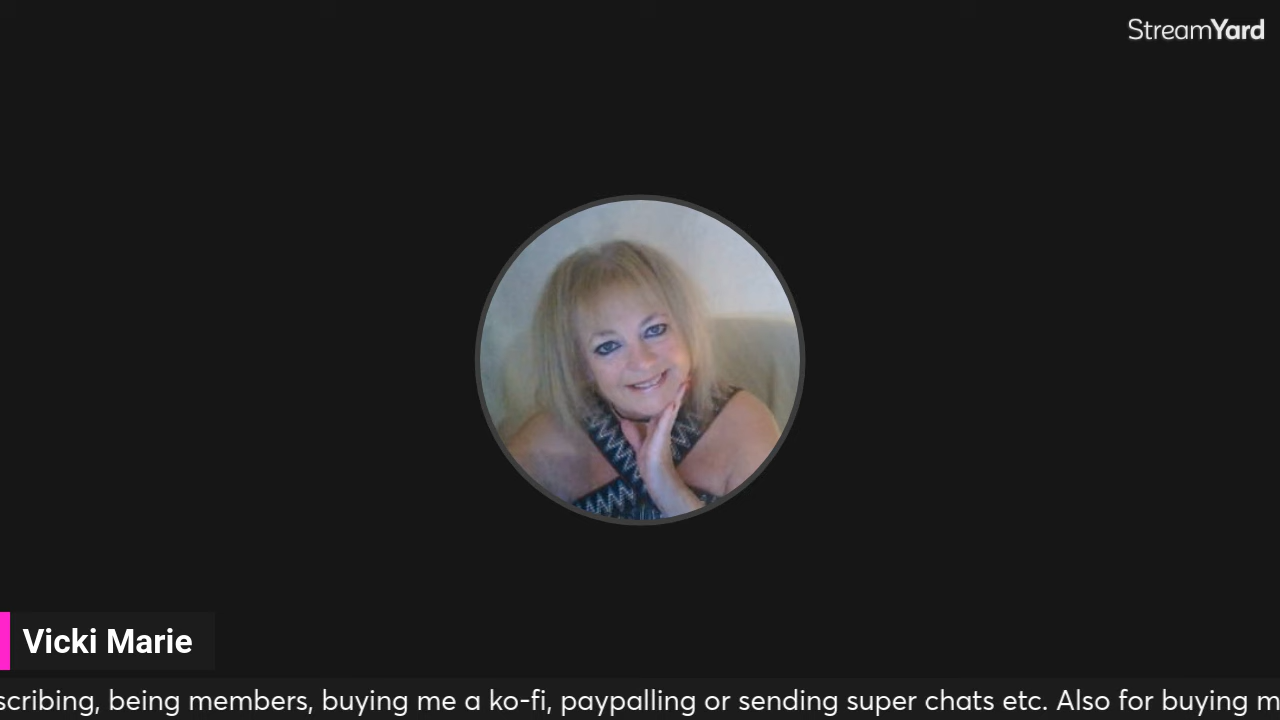 StreamYard
Vicki Marie
scribing, being members, buying me a ko-fi, paypalling or sending super chats etc. Also for buying m